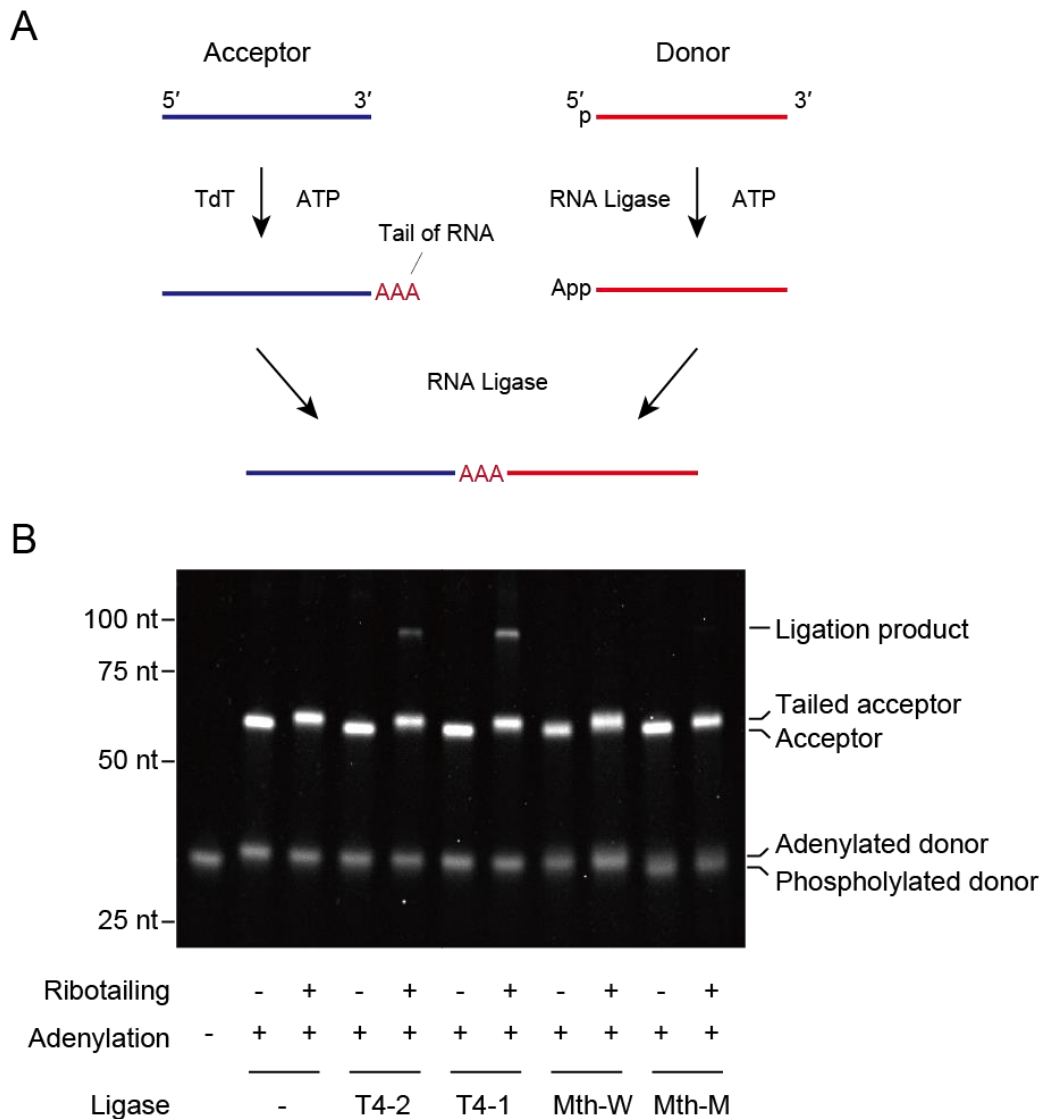 A
Acceptor Donor
5′ 3′ 5′ 3′
p
TdT ATP RNA Ligase ATP
Tail of RNA
AAA App
RNA Ligase
AAA
B
100 nt
75 nt
50 nt
25 nt
Ligation product
Tailed acceptor
Acceptor
Adenylated donor
Phospholylated donor
Ribotailing - + - + - + - + - +
Adenylation - + + + + + + + + + +
Ligase - T4-2 T4-1 Mth-W Mth-M